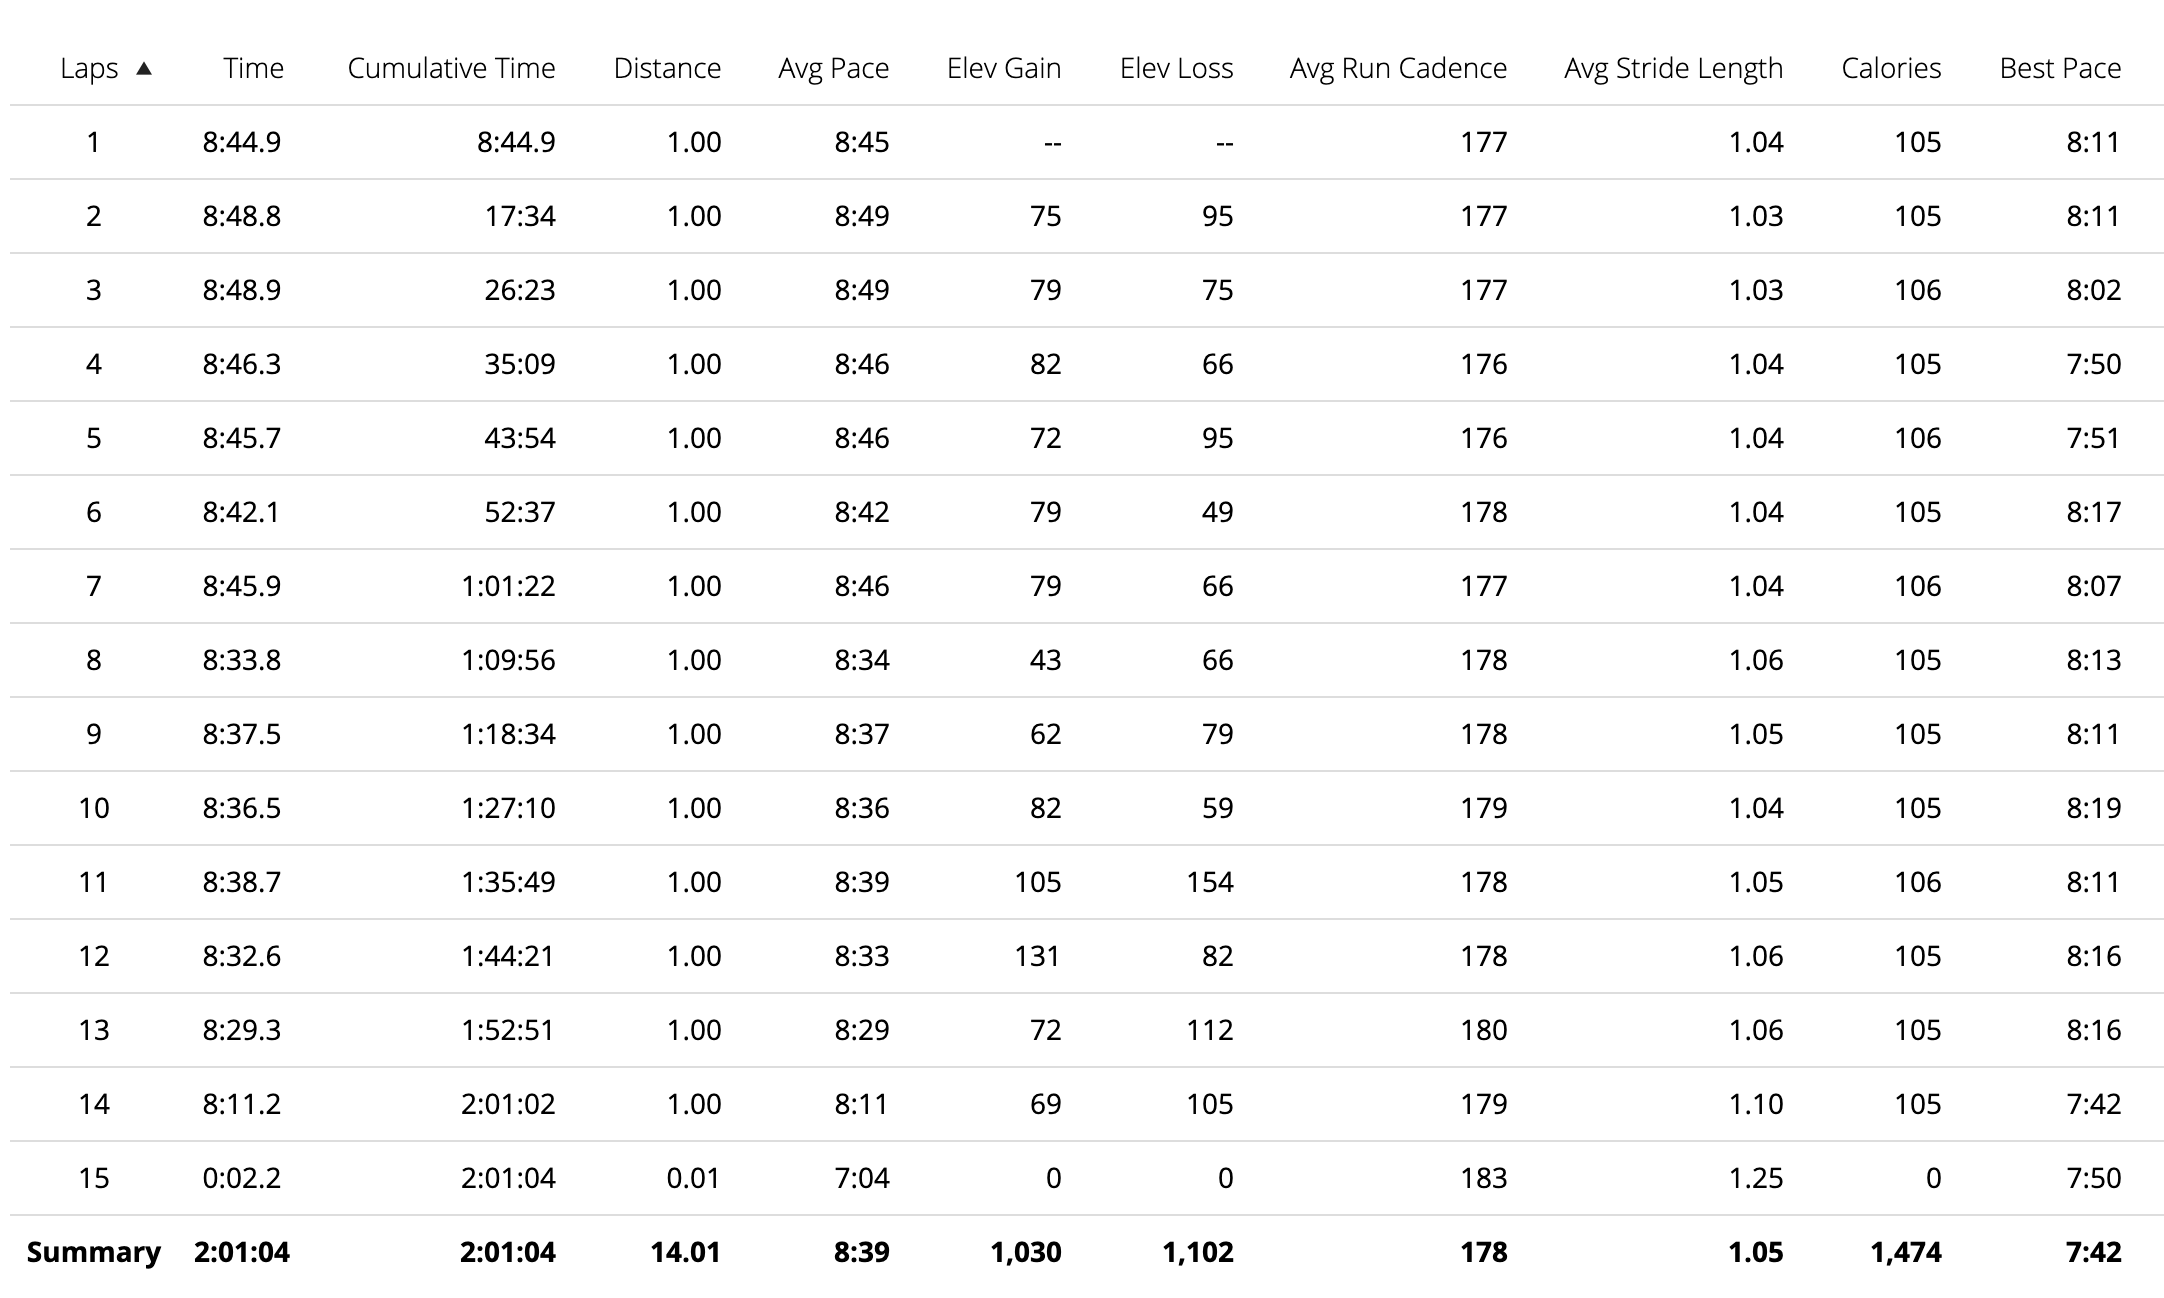 Laps ▲ Time Cumulative Time Distance Avg Pace Elev Gain Elev Loss Avg Run Cadence Avg Stride Length Calories Best Pace
1 8:44.9 8:44.9 1.00 8:45 -- -- 177 1.04 105 8:11
2 8:48.8 17:34 1.00 8:49 75 95 177 1.03 105 8:11
3 8:48.9 26:23 1.00 8:49 79 75 177 1.03 106 8:02
4 8:46.3 35:09 1.00 8:46 82 66 176 1.04 105 7:50
5 8:45.7 43:54 1.00 8:46 72 95 176 1.04 106 7:51
6 8:42.1 52:37 1.00 8:42 79 49 178 1.04 105 8:17
7 8:45.9 1:01:22 1.00 8:46 79 66 177 1.04 106 8:07
8 8:33.8 1:09:56 1.00 8:34 43 66 178 1.06 105 8:13
9 8:37.5 1:18:34 1.00 8:37 62 79 178 1.05 105 8:11
10 8:36.5 1:27:10 1.00 8:36 82 59 179 1.04 105 8:19
11 8:38.7 1:35:49 1.00 8:39 105 154 178 1.05 106 8:11
12 8:32.6 1:44:21 1.00 8:33 131 82 178 1.06 105 8:16
13 8:29.3 1:52:51 1.00 8:29 72 112 180 1.06 105 8:16
14 8:11.2 2:01:02 1.00 8:11 69 105 179 1.10 105 7:42
15 0:02.2 2:01:04 0.01 7:04 0 0 183 1.25 0 7:50
Summary 2:01:04 2:01:04 14.01 8:39 1,030 1,102 178 1.05 1,474 7:42